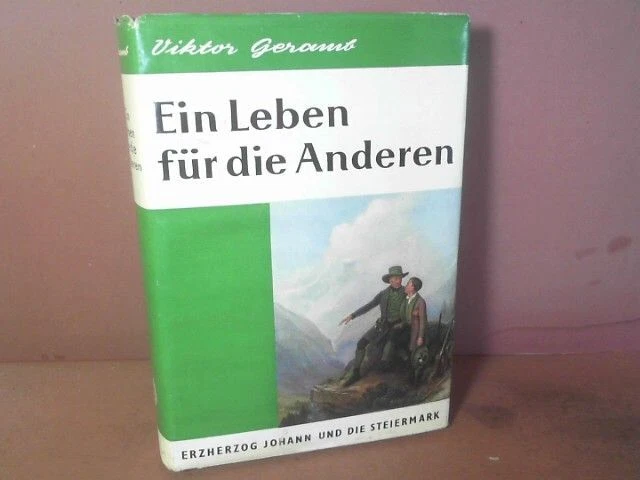 Viktor Geramb
Ein Leben
für die Anderen
ERZHERZOG JOHANN UND DIE STEIERMARK